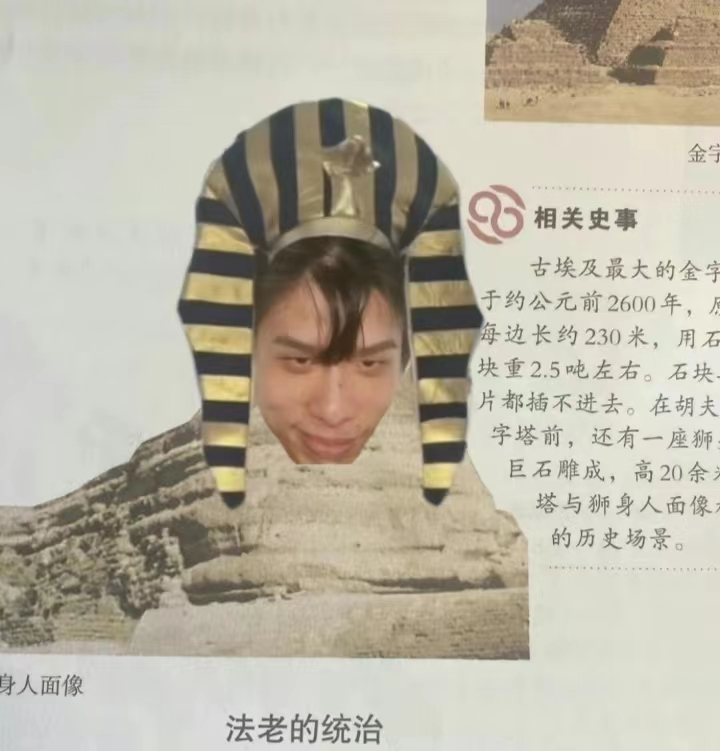 金字
相关史事
古埃及最大的金字
于约公元前2600年，
每边长约230米，用石
块重2.5吨左右。石块
片都插不进去。在胡夫
字塔前，还有一座狮
巨石雕成，高20余米
塔与狮身人面像
的历史场景。
身人面像
法老的统治